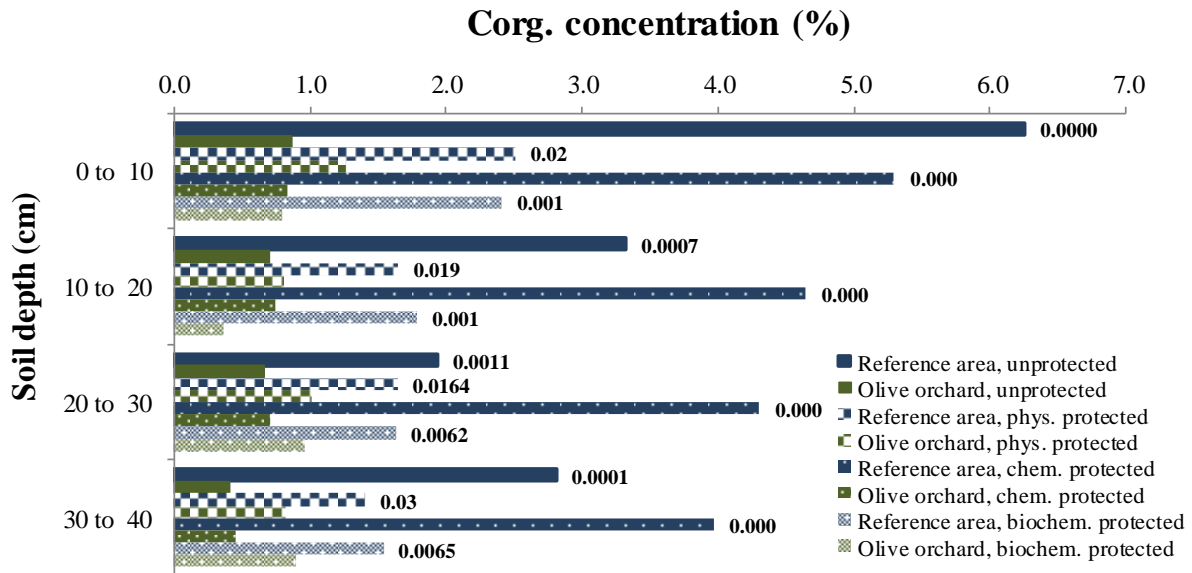 Corg. concentration (%)
0.0 1.0 2.0 3.0 4.0 5.0 6.0 7.0
Soil depth (cm)
0 to 10
0.0000
0.02
0.000
0.001
10 to 20
0.0007
0.019
0.000
0.001
20 to 30
0.0011
0.0164
0.000
0.0062
30 to 40
0.0001
0.03
0.000
0.0065
Reference area, unprotected
Olive orchard, unprotected
Reference area, phys. protected
Olive orchard, phys. protected
Reference area, chem. protected
Olive orchard, chem. protected
Reference area, biochem. protected
Olive orchard, biochem. protected